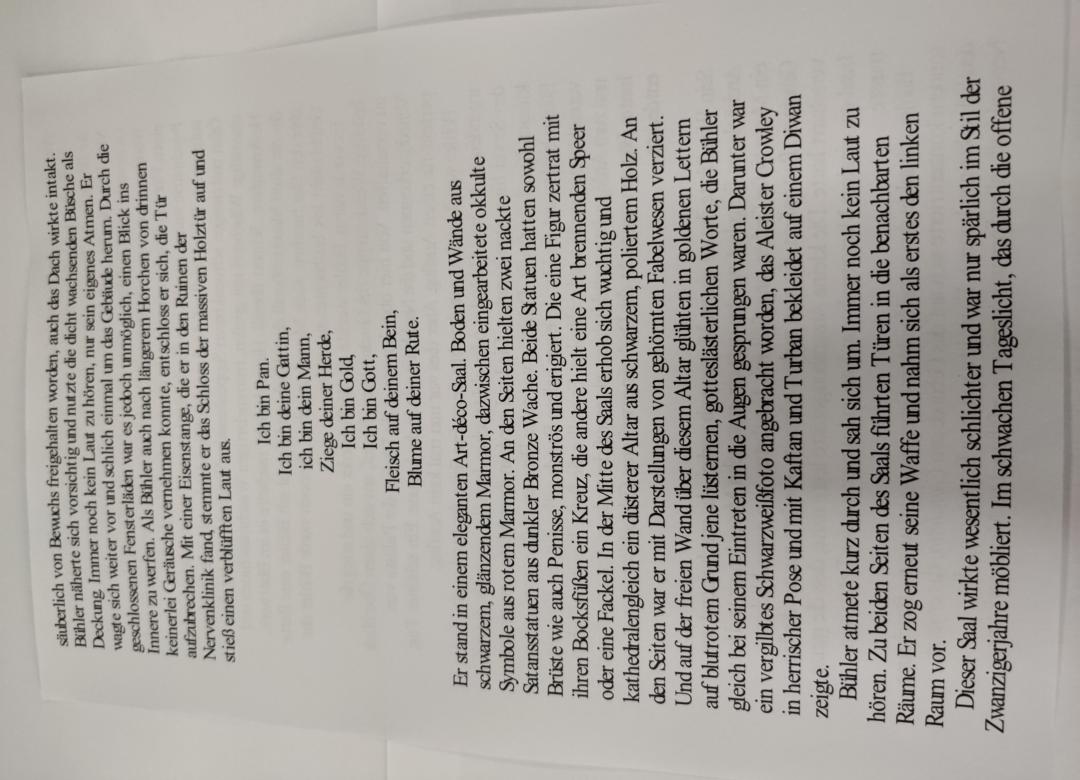 säuberlich von Bewuchs freigehalten worden, auch das Dach wirkte intakt.
Bühler näherte sich vorsichtig und nutzte die dicht wachsenden Büsche als
Deckung. Immer noch kein Laut zu hören, nur sein eigenes Atmen. Er
wagte sich weiter vor und schlich einmal um das Gebäude herum. Durch die
geschlossenen Fensterläden war es jedoch unmöglich, einen Blick ins
Innere zu werfen. Als Bühler auch nach längerem Horchen von drinnen
keinerlei Geräusche vernehmen konnte, entschloss er sich, die Tür
aufzubrechen. Mit einer Eisenstange, die er in den Ruinen der
Nervenklinik fand, stemmte er das Schloss der massiven Holztür auf und
stieß einen verblüfften Laut aus.
Ich bin Pan.
Ich bin deine Gattin,
ich bin dein Mann,
Ziege deiner Herde,
Ich bin Gold,
Ich bin Gott,
Fleisch auf deinem Bein,
Blume auf deiner Rute.
Er stand in einem eleganten Art-déco-Saal. Boden und Wände aus
schwarzem, glänzendem Marmor, dazwischen eingearbeitete okkulte
Symbole aus rotem Marmor. An den Seiten hielten zwei nackte
Satansstatuen aus dunkler Bronze Wache. Beide Statuen hatten sowohl
Brüste wie auch Penisse, monströs und erigiert. Die eine Figur zertrat mit
ihren Bocksfüßen ein Kreuz, die andere hielt eine Art brennenden Speer
oder eine Fackel. In der Mitte des Saals erhob sich wuchtig und
kathedralengleich ein düsterer Altar aus schwarzem, poliertem Holz. An
den Seiten war er mit Darstellungen von gehörnten Fabelwesen verziert.
Und auf der freien Wand über diesem Altar glühten in goldenen Lettern
auf blutrotem Grund jene lüsternen, gotteslästerlichen Worte, die Bühler
gleich bei seinem Eintreten in die Augen gesprungen waren. Darunter war
ein vergilbtes Schwarzweißfoto angebracht worden, das Aleister Crowley
in herrischer Pose und mit Kaftan und Turban bekleidet auf einem Diwan
zeigte.
Bühler atmete kurz durch und sah sich um. Immer noch kein Laut zu
hören. Zu beiden Seiten des Saals führten Türen in die benachbarten
Räume. Er zog erneut seine Waffe und nahm sich als erstes den linken
Raum vor.
Dieser Saal wirkte wesentlich schlichter und war nur spärlich im Stil der
Zwanzigerjahre möbliert. Im schwachen Tageslicht, das durch die offene